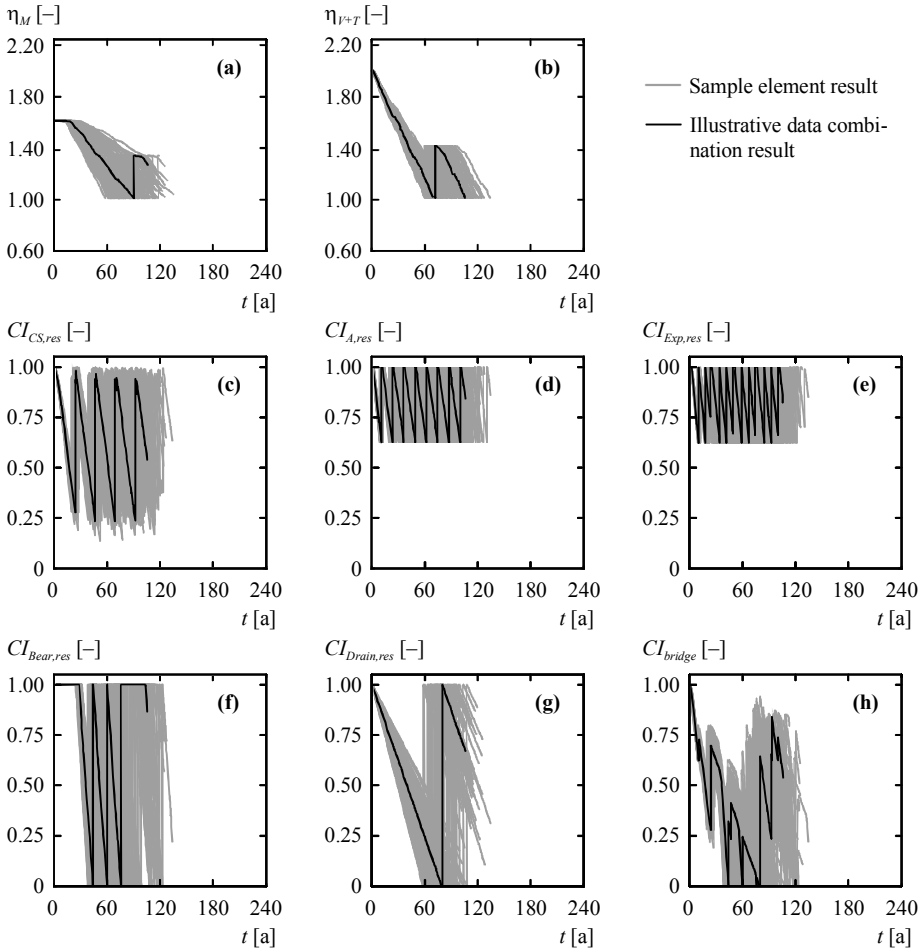 η_M [–]
2.20
1.80
1.40
1.00
0.60
(a)
0 60 120 180 240
t [a]
η_V+T [–]
2.20
1.80
1.40
1.00
0.60
(b)
0 60 120 180 240
t [a]
Sample element result
Illustrative data combi-
nation result
CI_CS,res [–]
1.00
0.75
0.50
0.25
0
(c)
0 60 120 180 240
t [a]
CI_A,res [–]
1.00
0.75
0.50
0.25
0
(d)
0 60 120 180 240
t [a]
CI_Exp,res [–]
1.00
0.75
0.50
0.25
0
(e)
0 60 120 180 240
t [a]
CI_Bear,res [–]
1.00
0.75
0.50
0.25
0
(f)
0 60 120 180 240
t [a]
CI_Drain,res [–]
1.00
0.75
0.50
0.25
0
(g)
0 60 120 180 240
t [a]
CI_bridge [–]
1.00
0.75
0.50
0.25
0
(h)
0 60 120 180 240
t [a]